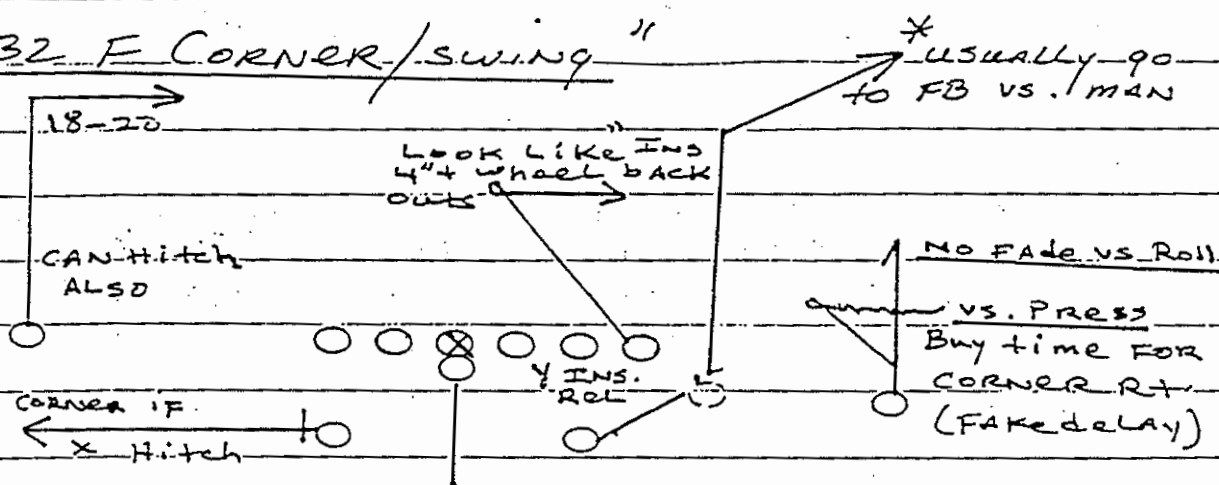 32 F CORNER/SWING "
* USUALLY go
to FB VS. MAN
18-20
Look Like "INS
4" + wheel back
outs
CAN Hitch
ALSO
No FAde vs Roll
vs. PRess
Buy time FOR
CORNER Rt.
(FAKe deLAy)
Y INS.
ReL
CORNER IF
X Hitch